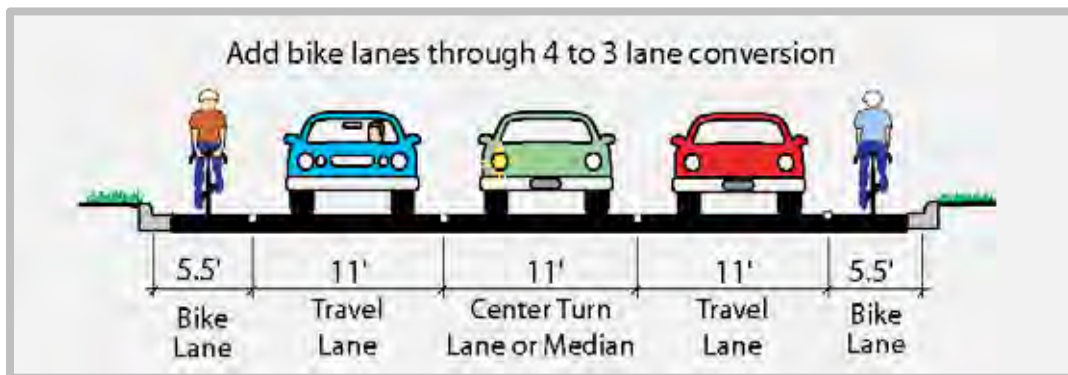 Add bike lanes through 4 to 3 lane conversion
5.5' 11' 11' 11' 5.5'
Bike Lane
Travel Lane
Center Turn Lane or Median
Travel Lane
Bike Lane